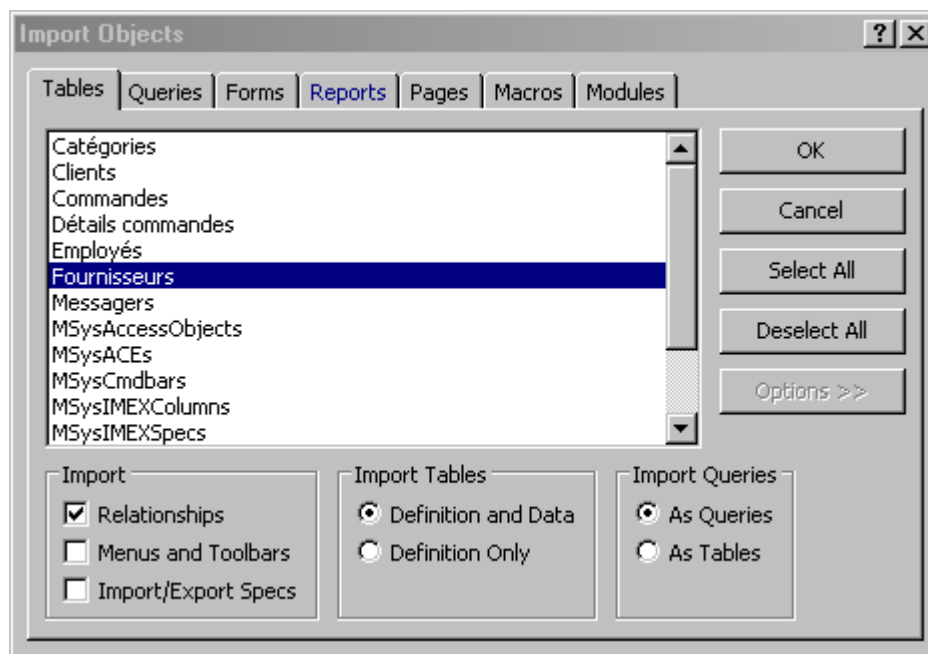 Import Objects
Tables Queries Forms Reports Pages Macros Modules
Catégories
Clients
Commandes
Détails commandes
Employés
Fournisseurs
Messagers
MSysAccessObjects
MSysACEs
MSysCmdbars
MSysIMEXColumns
MSysIMEXSpecs
OK
Cancel
Select All
Deselect All
Options >>
Import
Relationships
Menus and Toolbars
Import/Export Specs
Import Tables
Definition and Data
Definition Only
Import Queries
As Queries
As Tables